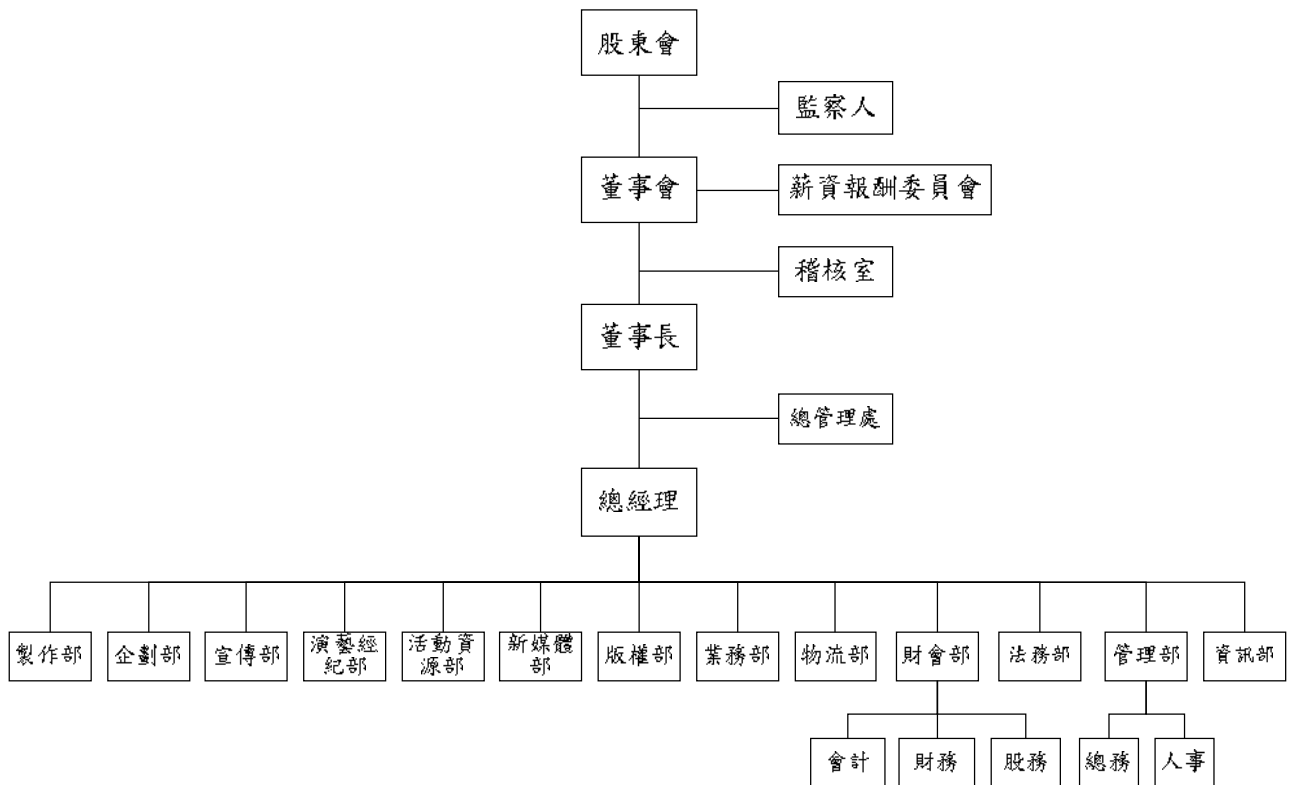 股東會
監察人
董事會
薪資報酬委員會
稽核室
董事長
總管理處
總經理
製作部
企劃部
宣傳部
演藝經
紀部
活動資
源部
新媒體
部
版權部
業務部
物流部
財會部
法務部
管理部
資訊部
會計
財務
股務
總務
人事